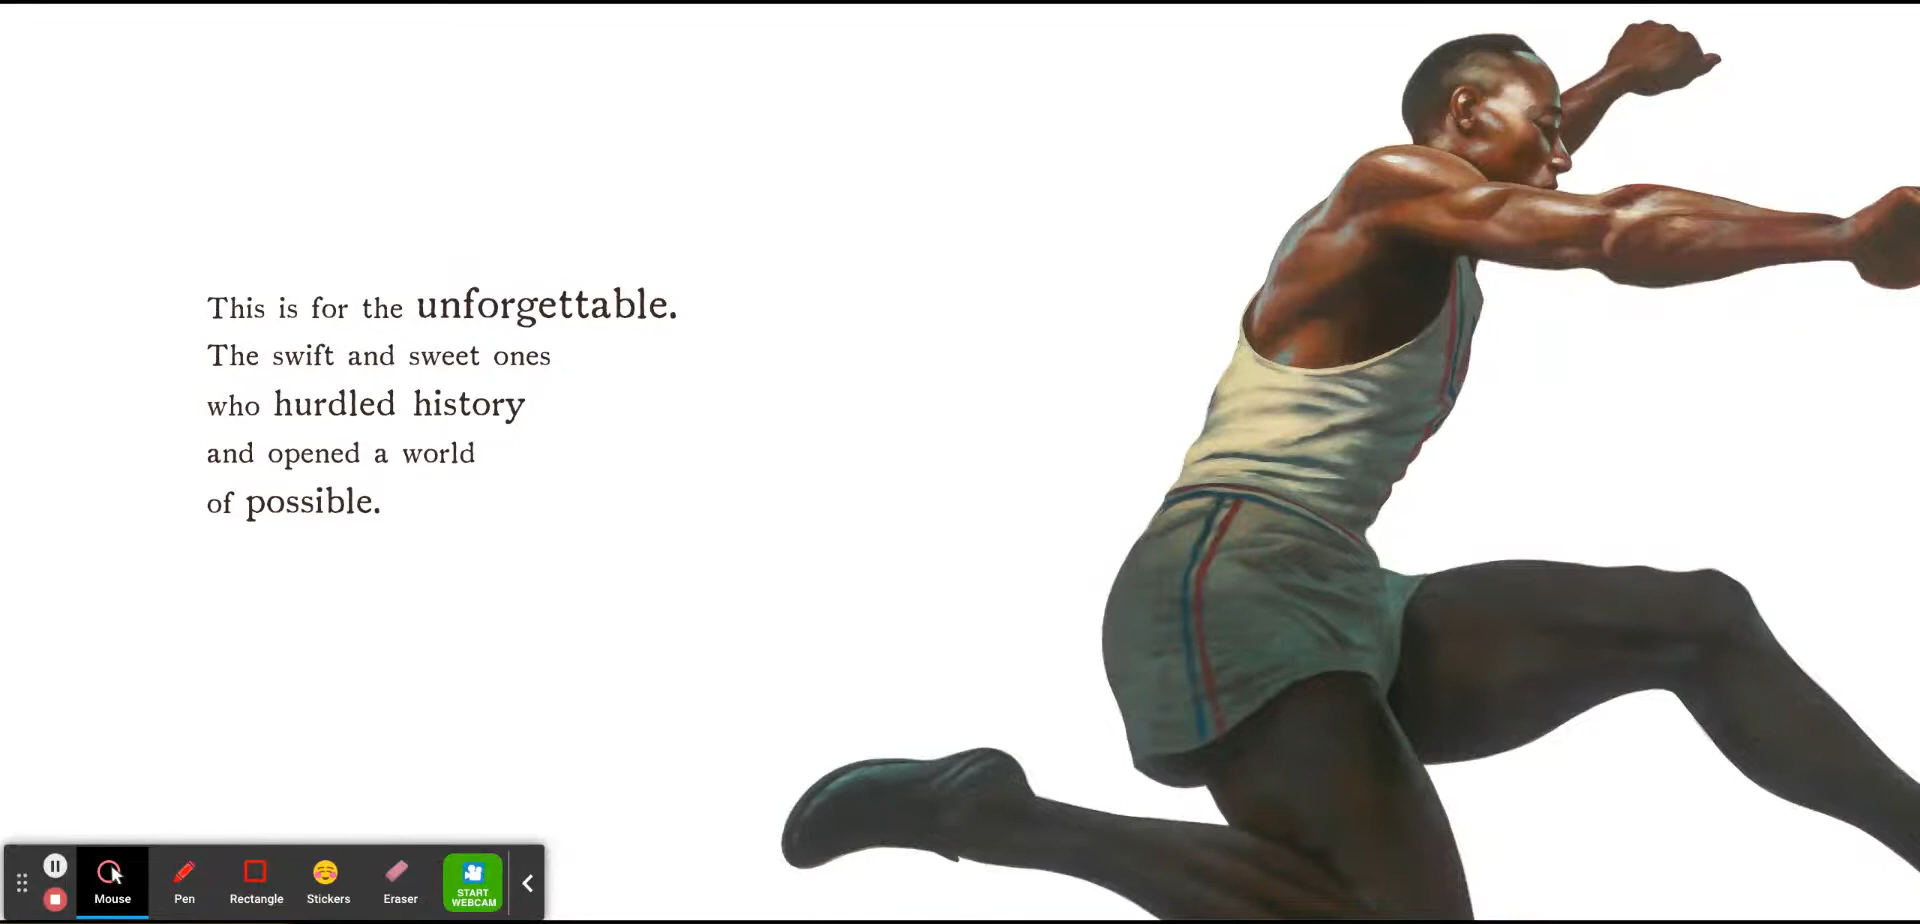 This is for the unforgettable.
The swift and sweet ones
who hurdled history
and opened a world
of possible.
Mouse
Pen
Rectangle
Stickers
Eraser
START
WEBCAM